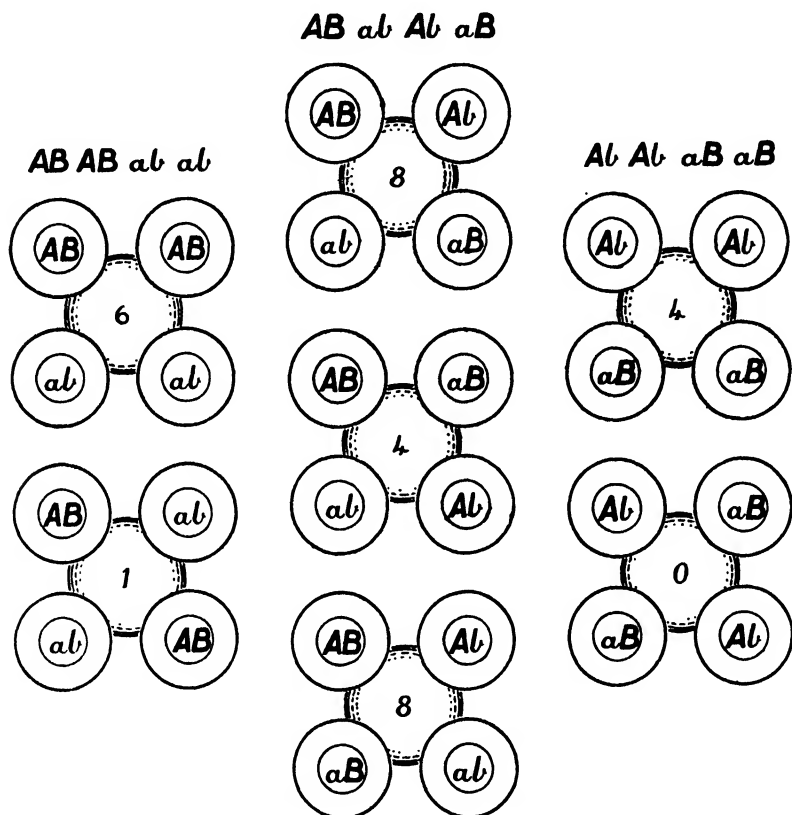 AB ab Ab aB
AB Ab
8
ab aB
AB AB ab ab
AB AB
6
ab ab
AB ab
1
ab AB
AB aB
4
ab Ab
AB Ab
8
aB ab
Ab Ab aB aB
Ab Ab
4
aB aB
Ab aB
0
aB Ab